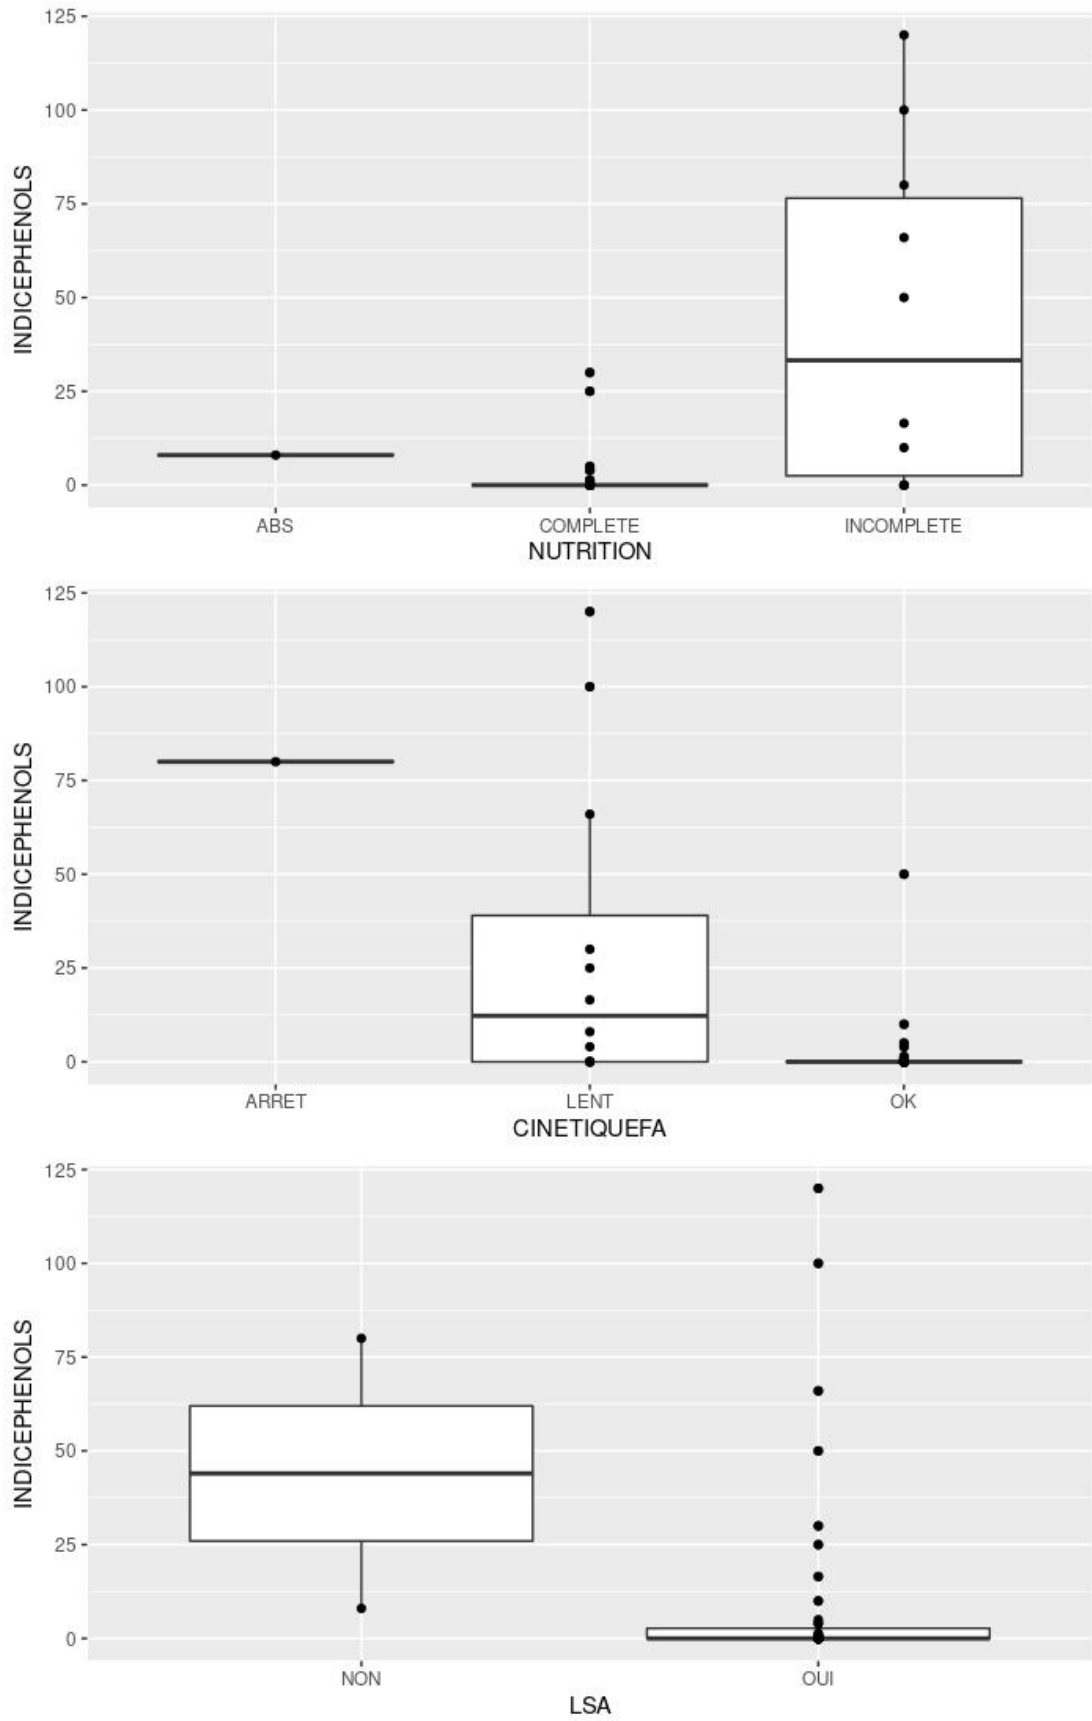 125
100
75
50
25
0
INDICEPHENOLS
ABS COMPLETE INCOMPLETE
NUTRITION
125
100
75
50
25
0
INDICEPHENOLS
ARRET LENT OK
CINETIQUEFA
125
100
75
50
25
0
INDICEPHENOLS
NON OUI
LSA